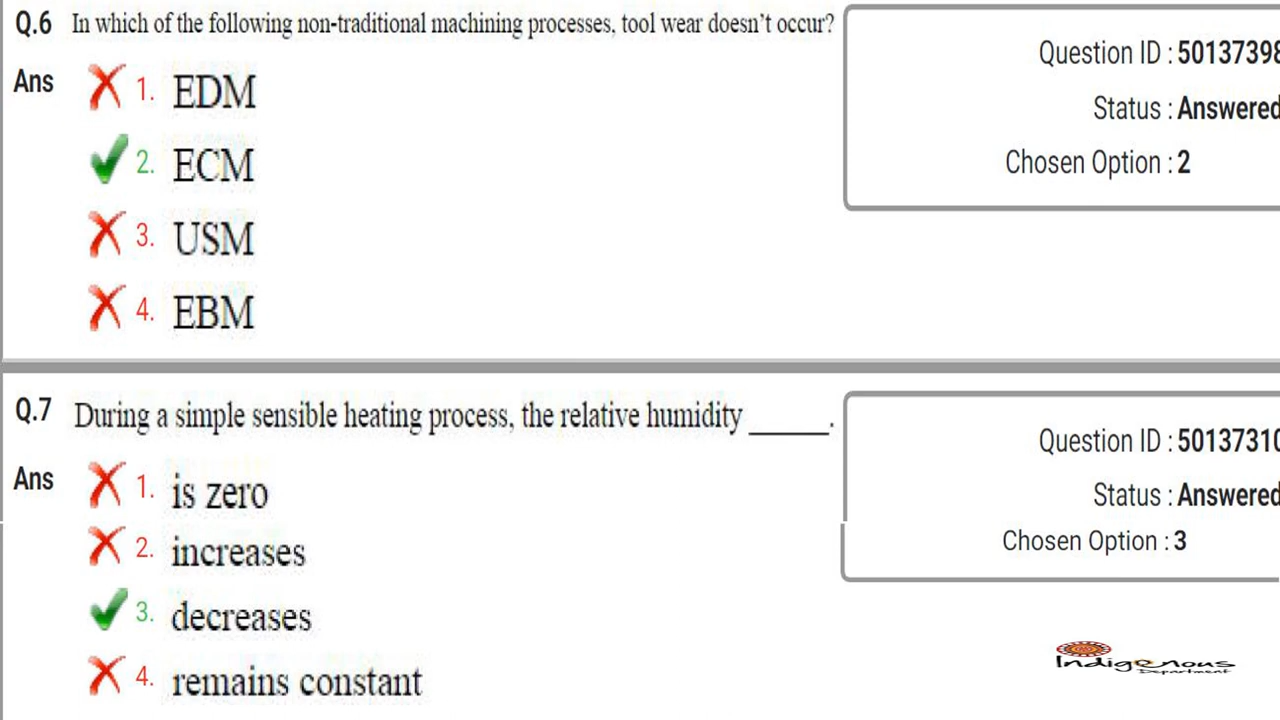 Q.6 In which of the following non-traditional machining processes, tool wear doesn't occur?
Ans
1. EDM
2. ECM
3. USM
4. EBM
Question ID : 50137398
Status : Answered
Chosen Option : 2
Q.7 During a simple sensible heating process, the relative humidity ______.
Ans
1. is zero
2. increases
3. decreases
4. remains constant
Question ID : 50137310
Status : Answered
Chosen Option : 3
Indigenous
Department